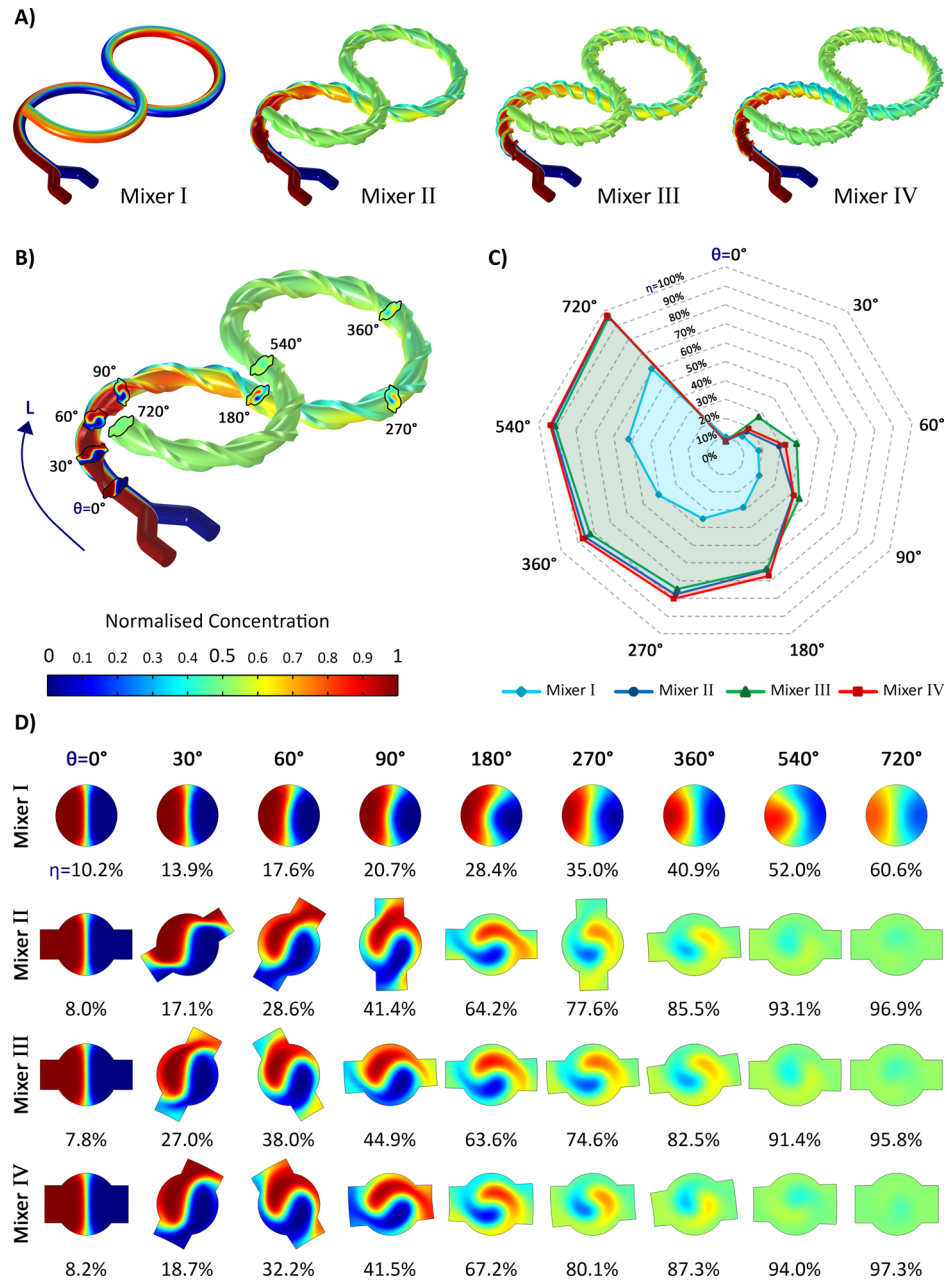 A)
Mixer I
Mixer II
Mixer III
Mixer IV
B)
L
90°
60°
720°
30°
θ=0°
540°
180°
360°
270°
C)
θ=0°
30°
60°
90°
180°
270°
360°
540°
720°
η=100%
90%
80%
70%
60%
50%
40%
30%
20%
10%
0%
Normalised Concentration
0 0.1 0.2 0.3 0.4 0.5 0.6 0.7 0.8 0.9 1
Mixer I Mixer II Mixer III Mixer IV
D)
θ=0° 30° 60° 90° 180° 270° 360° 540° 720°
Mixer I
η=10.2% 13.9% 17.6% 20.7% 28.4% 35.0% 40.9% 52.0% 60.6%
Mixer II
8.0% 17.1% 28.6% 41.4% 64.2% 77.6% 85.5% 93.1% 96.9%
Mixer III
7.8% 27.0% 38.0% 44.9% 63.6% 74.6% 82.5% 91.4% 95.8%
Mixer IV
8.2% 18.7% 32.2% 41.5% 67.2% 80.1% 87.3% 94.0% 97.3%